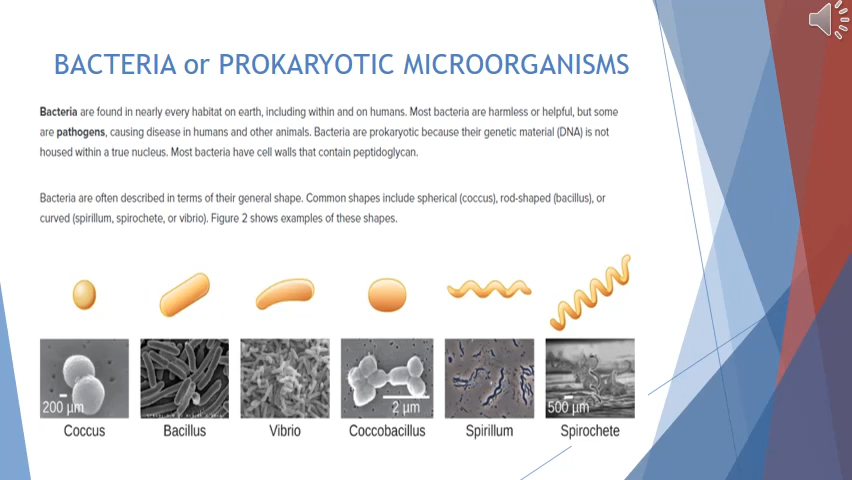 BACTERIA or PROKARYOTIC MICROORGANISMS
Bacteria are found in nearly every habitat on earth, including within and on humans. Most bacteria are harmless or helpful, but some
are pathogens, causing disease in humans and other animals. Bacteria are prokaryotic because their genetic material (DNA) is not
housed within a true nucleus. Most bacteria have cell walls that contain peptidoglycan.
Bacteria are often described in terms of their general shape. Common shapes include spherical (coccus), rod-shaped (bacillus), or
curved (spirillum, spirochete, or vibrio). Figure 2 shows examples of these shapes.
200 µm 2 µm 500 µm
Coccus Bacillus Vibrio Coccobacillus Spirillum Spirochete